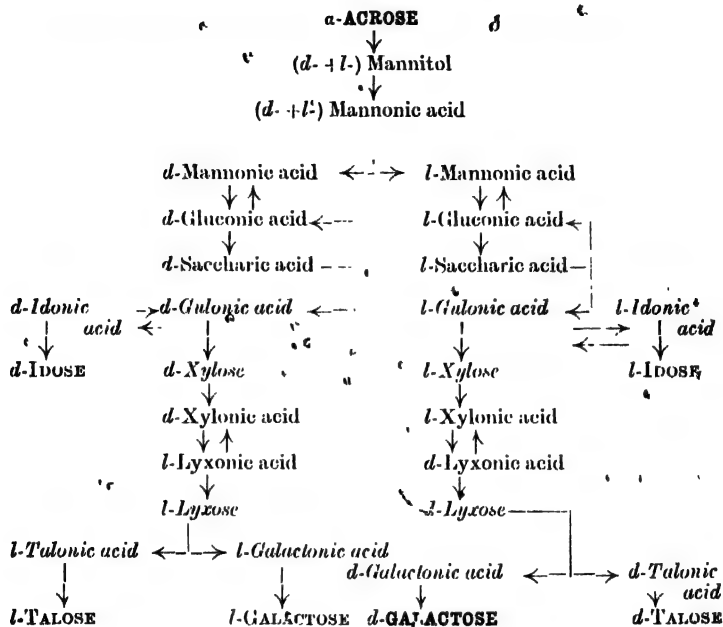 α-ACROSE
(d- + l-) Mannitol
(d- + l-) Mannonic acid
d-Mannonic acid l-Mannonic acid
d-Gluconic acid l-Gluconic acid
d-Saccharic acid l-Saccharic acid
d-Idonic acid d-Gulonic acid l-Gulonic acid l-Idonic acid
d-IDOSE d-Xylose l-Xylose l-IDOSE
d-Xylonic acid l-Xylonic acid
l-Lyxonic acid d-Lyxonic acid
l-Lyxose d-Lyxose
l-Talonic acid l-Galactonic acid
d-Galactonic acid d-Talonic acid
l-TALOSE l-GALACTOSE d-GALACTOSE d-TALOSE